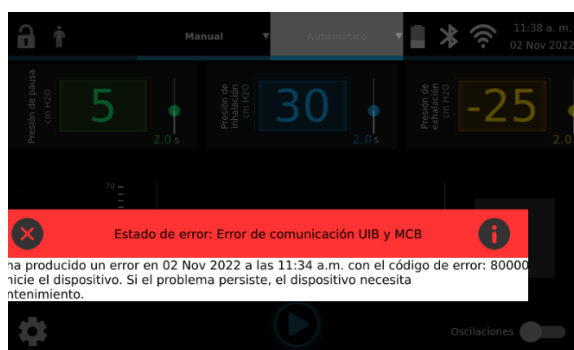 Manual
Automático
11:38 a. m.
02 Nov 2022
Presión de pausa
cm H2O
5
2.0 s
Presión de inhalación
cm H2O
30
2.0 s
Presión de exhalación
cm H2O
-25
2.0
70
Estado de error: Error de comunicación UIB y MCB
ha producido un error en 02 Nov 2022 a las 11:34 a.m. con el código de error: 80000
nicie el dispositivo. Si el problema persiste, el dispositivo necesita
ntenimiento.
Oscilaciones